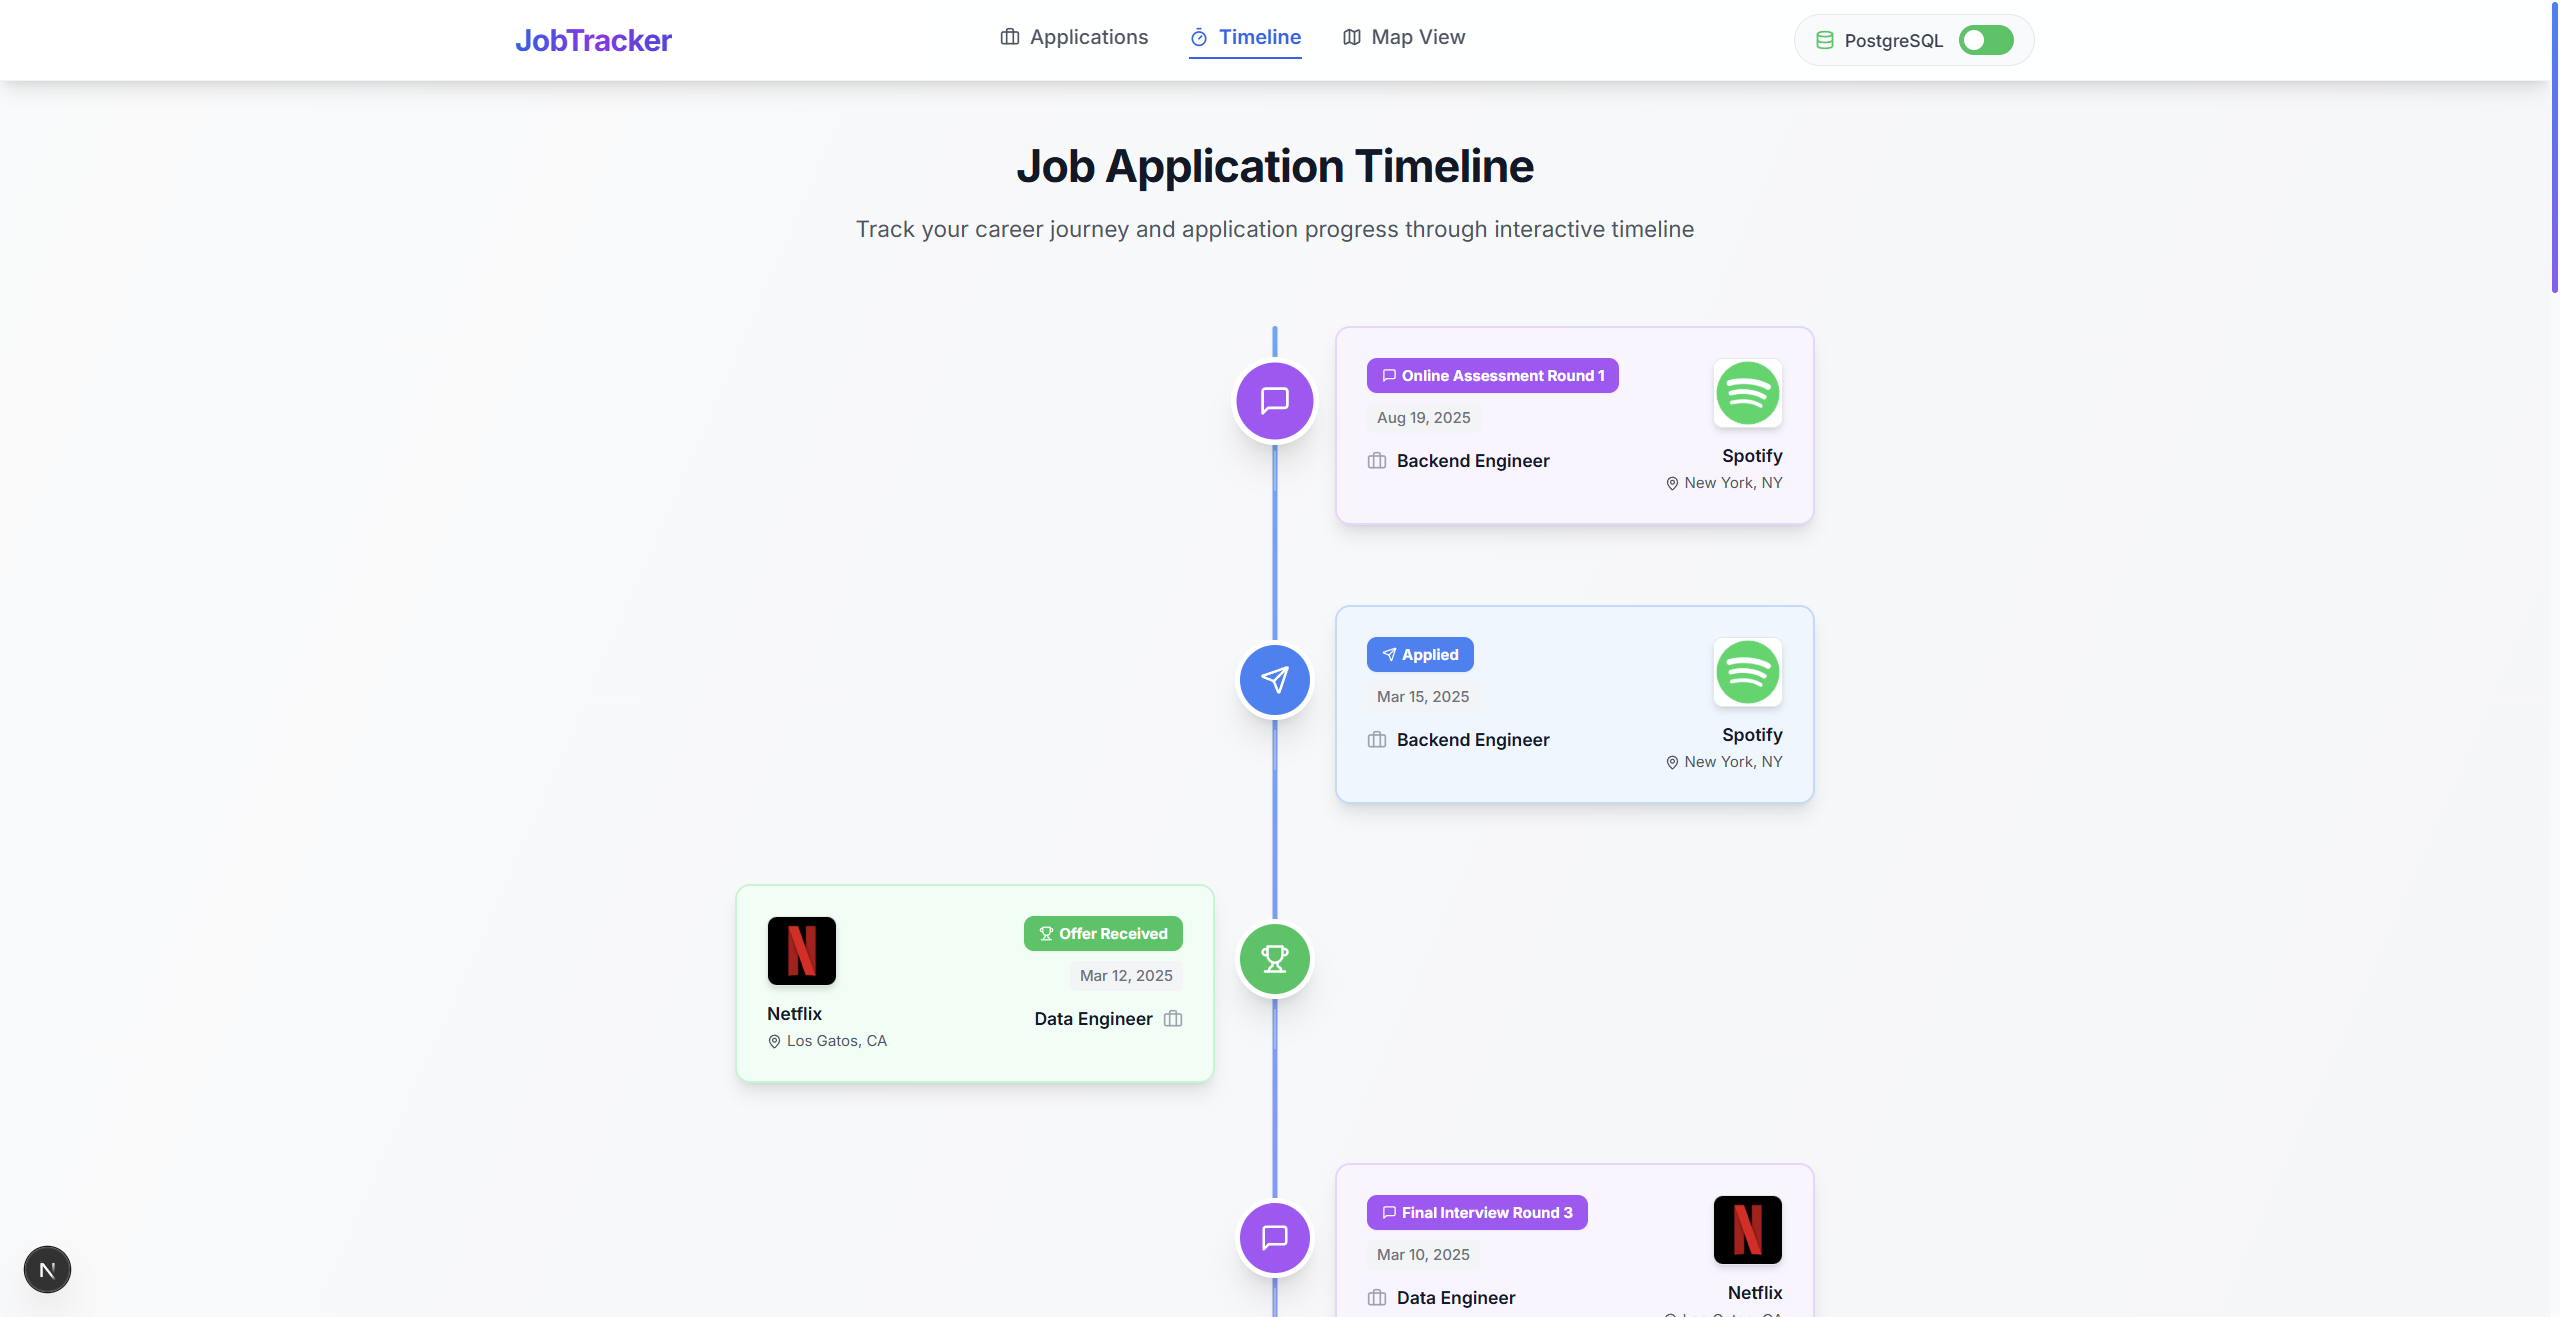 JobTracker
Applications
Timeline
Map View
PostgreSQL
Job Application Timeline
Track your career journey and application progress through interactive timeline
Online Assessment Round 1
Aug 19, 2025
Backend Engineer
Spotify
New York, NY
Applied
Mar 15, 2025
Backend Engineer
Spotify
New York, NY
Offer Received
Mar 12, 2025
Netflix
Data Engineer
Los Gatos, CA
Final Interview Round 3
Mar 10, 2025
Data Engineer
Netflix
N